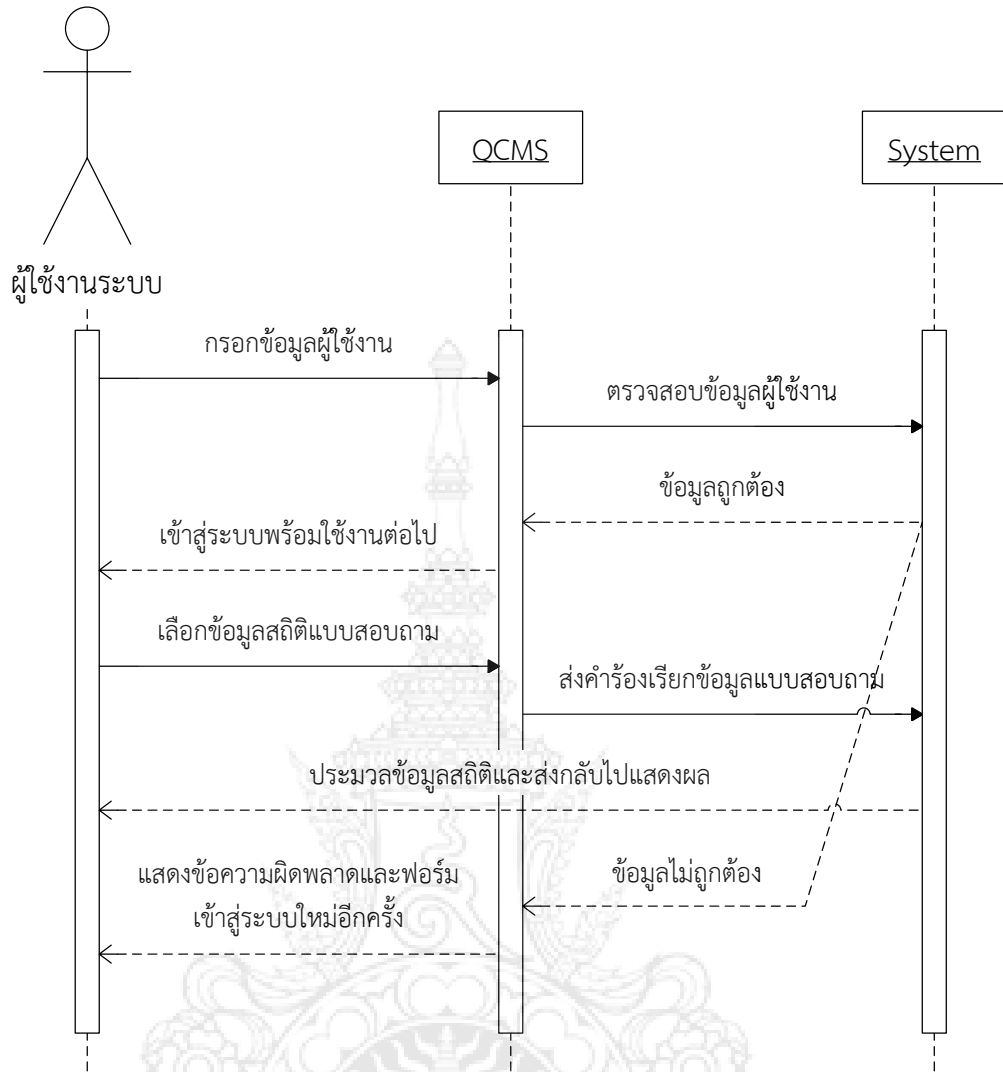 QCMS
System
ผู้ใช้งานระบบ
กรอกข้อมูลผู้ใช้งาน
ตรวจสอบข้อมูลผู้ใช้งาน
ข้อมูลถูกต้อง
เข้าสู่ระบบพร้อมใช้งานต่อไป
เลือกข้อมูลสถิติแบบสอบถาม
ส่งคำร้องเรียกข้อมูลแบบสอบถาม
ประมวลข้อมูลสถิติและส่งกลับไปแสดงผล
ข้อมูลไม่ถูกต้อง
แสดงข้อความผิดพลาดและฟอร์ม
เข้าสู่ระบบใหม่อีกครั้ง